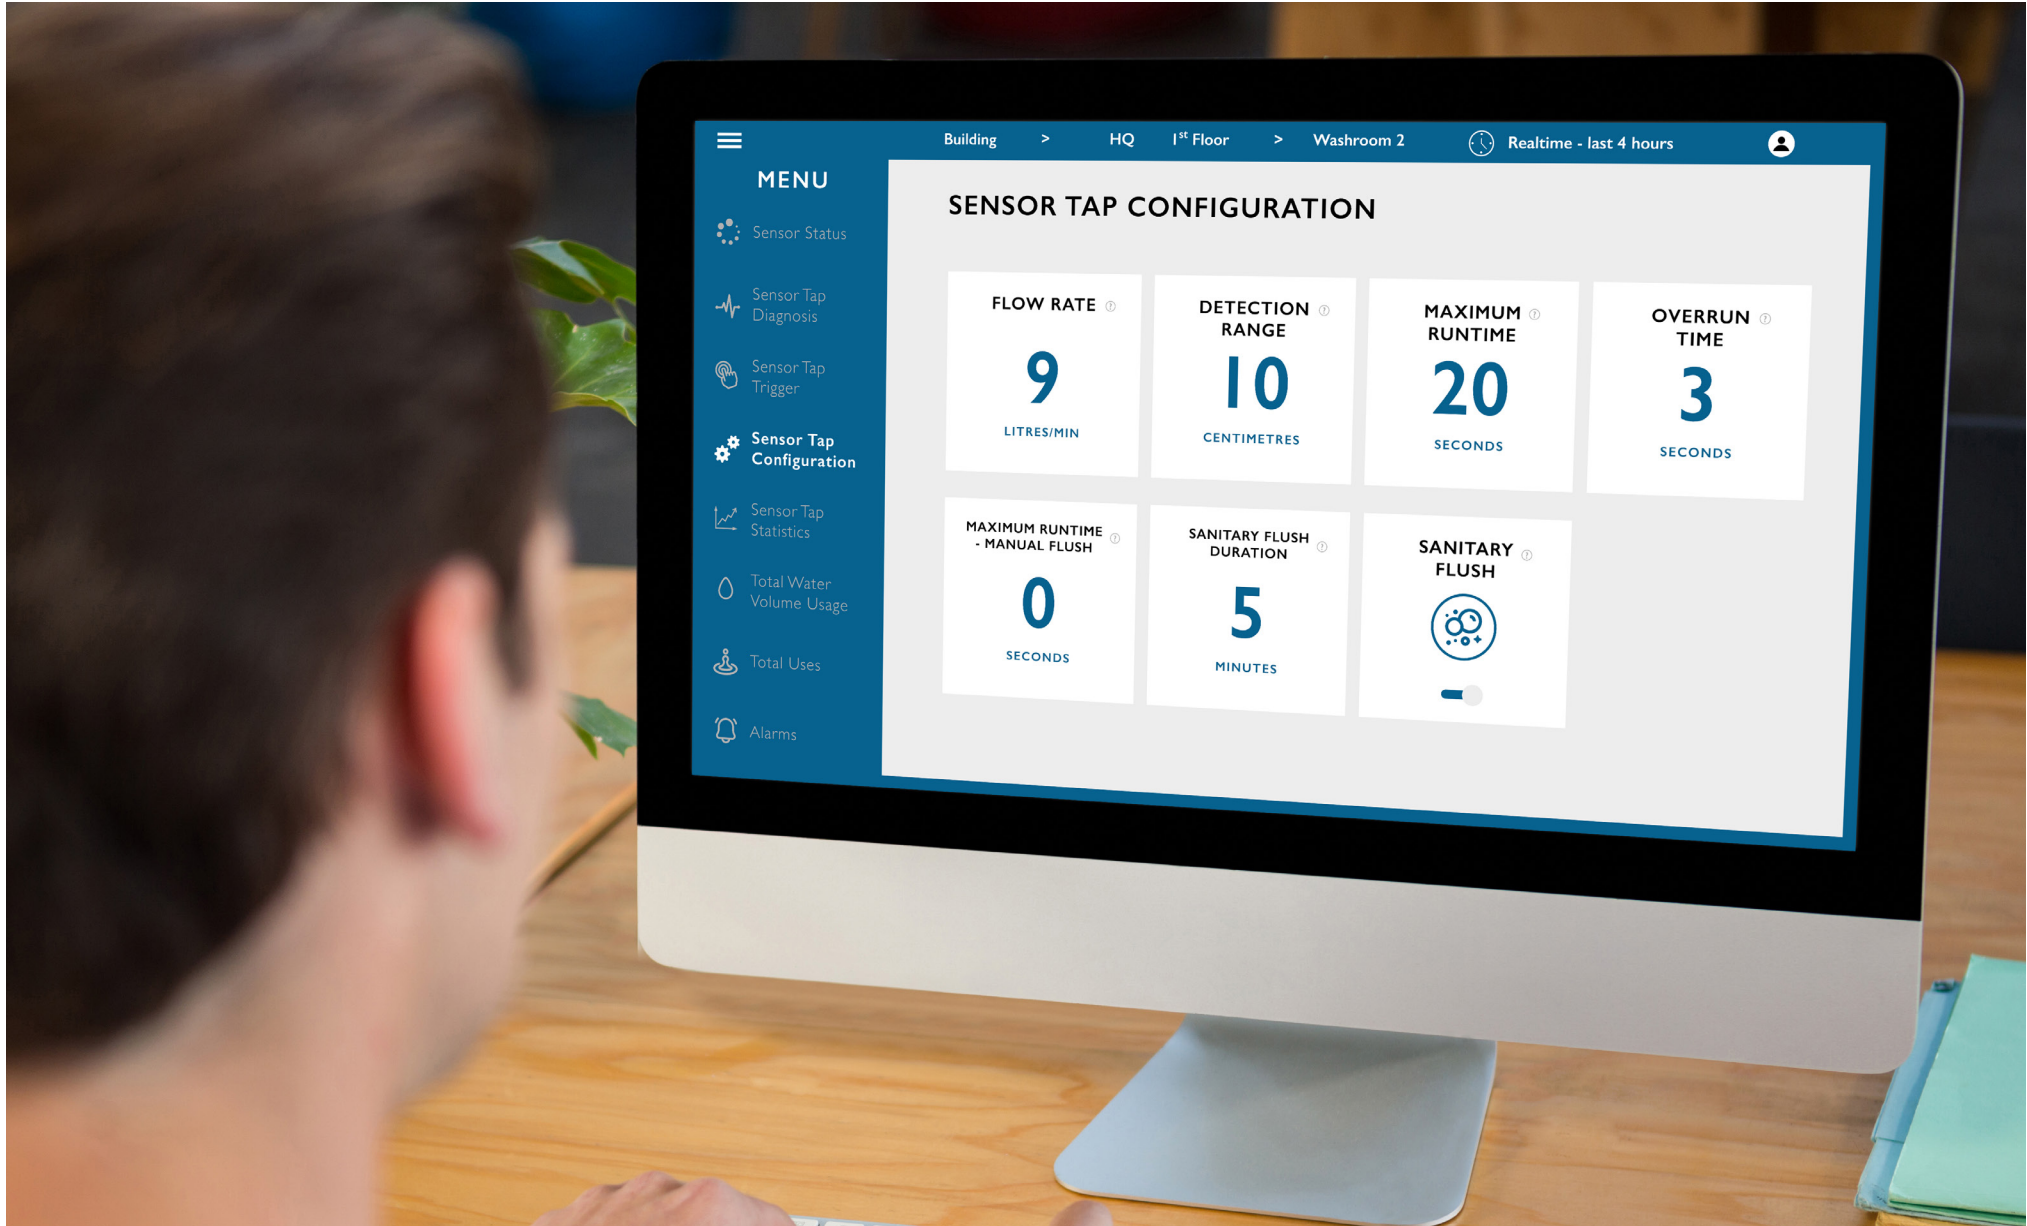 Building > HQ 1st Floor > Washroom 2 Realtime - last 4 hours
MENU
Sensor Status
Sensor Tap
Diagnosis
Sensor Tap
Trigger
Sensor Tap
Configuration
Sensor Tap
Statistics
Total Water
Volume Usage
Total Uses
Alarms
SENSOR TAP CONFIGURATION
FLOW RATE ?
9
LITRES/MIN
DETECTION ?
RANGE
10
CENTIMETRES
MAXIMUM ?
RUNTIME
20
SECONDS
OVERRUN ?
TIME
3
SECONDS
MAXIMUM RUNTIME ?
- MANUAL FLUSH
0
SECONDS
SANITARY FLUSH ?
DURATION
5
MINUTES
SANITARY ?
FLUSH